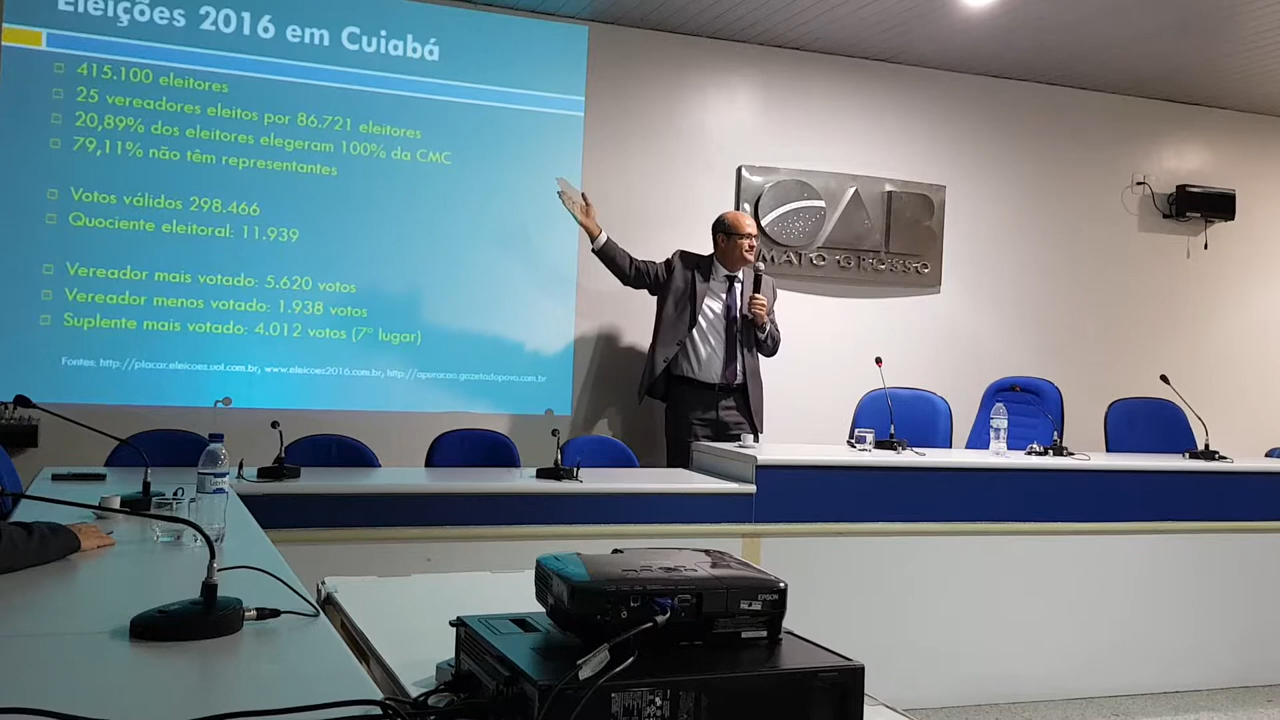 Eleições 2016 em Cuiabá
415.100 eleitores
25 vereadores eleitos por 86.721 eleitores
20,89% dos eleitores elegeram 100% da CMC
79,11% não têm representantes
Votos válidos 298.466
Quociente eleitoral: 11.939
Vereador mais votado: 5.620 votos
Vereador menos votado: 1.938 votos
Suplente mais votado: 4.012 votos (7º lugar)
Fontes: http://placar.eleicoes.uol.com.br, www.eleicoes2016.com.br, http://apuracao.gazetadopovo.com.br
OAB
MATO GROSSO
EPSON